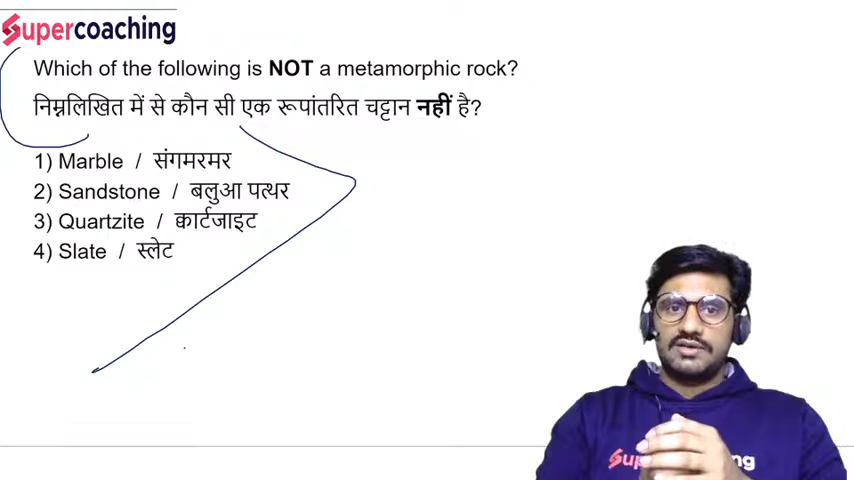 Supercoaching
Which of the following is NOT a metamorphic rock?
निम्नलिखित में से कौन सी एक रूपांतरित चट्टान नहीं है?
1) Marble / संगमरमर
2) Sandstone / बलुआ पत्थर
3) Quartzite / क्वार्टजाइट
4) Slate / स्लेट